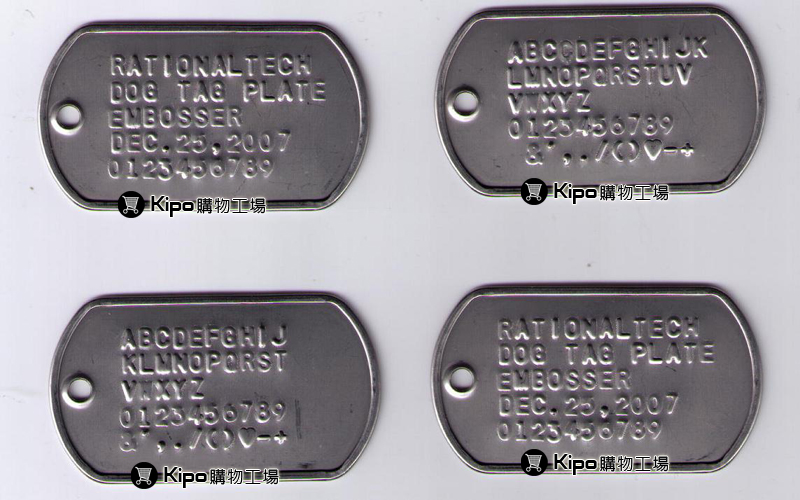 RATIONALTECH
DOG TAG PLATE
EMBOSSER
DEC.25,2007
0123456789
Kipo購物工場
ABC@DEFGHIJK
LMNOPQRSTUV
VWXYZ
0123456789
&',./()♥-+
Kipo購物工場
ABCDEFGHIJ
KLMNOPQRST
VWXYZ
0123456789
&',./()♥-+
Kipo購物工場
RATIONALTECH
DOG TAG PLATE
EMBOSSER
DEC.25,2007
0123456789
Kipo購物工場